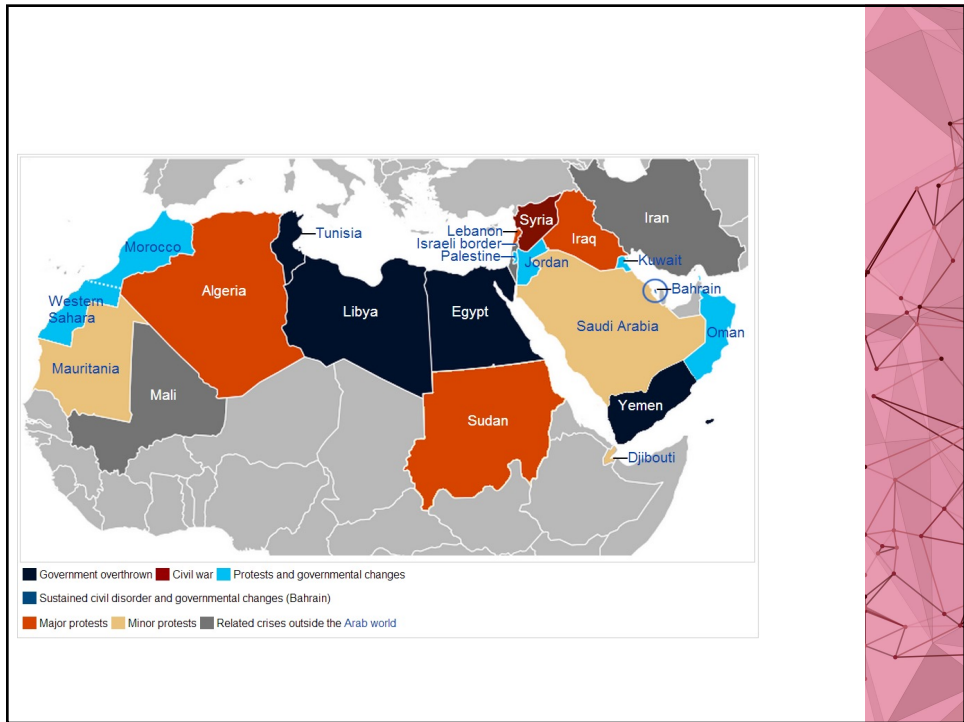 Syria
Iran
Tunisia
Lebanon
Morocco
Israeli border
Iraq
Palestine
Jordan
Kuwait
Algeria
Bahrain
Western
Sahara
Libya
Egypt
Saudi Arabia
Oman
Mauritania
Mali
Yemen
Sudan
Djibouti
Government overthrown Civil war Protests and governmental changes
Sustained civil disorder and governmental changes (Bahrain)
Major protests Minor protests Related crises outside the Arab world